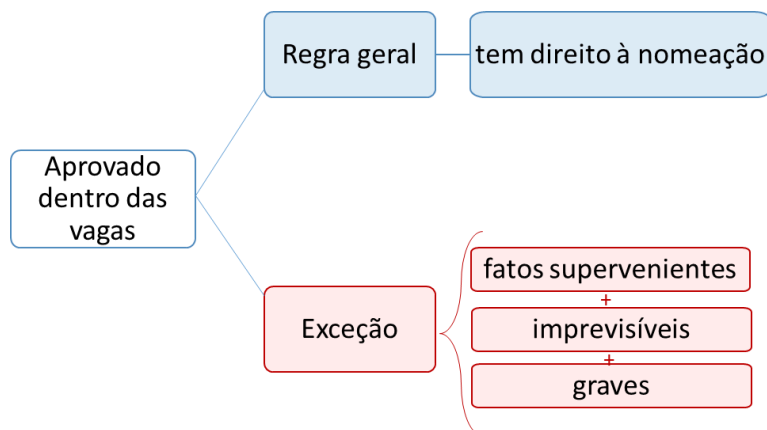 Regra geral
tem direito à nomeação
Aprovado
dentro das
vagas
Exceção
fatos supervenientes
+
imprevisíveis
+
graves